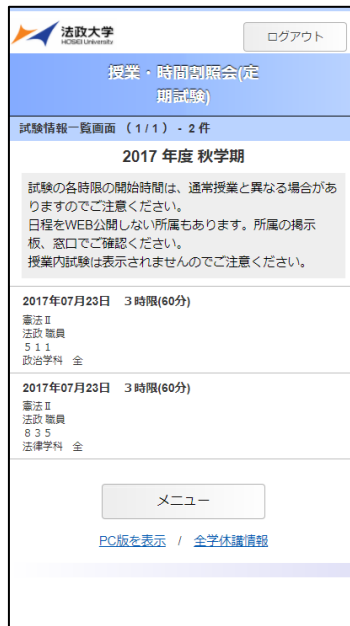 法政大学
HOSEI University
ログアウト
授業・時間割照会(定
期試験)
試験情報一覧画面 （1/1） - 2 件
2017 年度 秋学期
試験の各時限の開始時間は、通常授業と異なる場合があ
りますのでご注意ください。
日程をWEB公開しない所属もあります。所属の掲示
板、窓口でご確認ください。
授業内試験は表示されませんのでご注意ください。
2017年07月23日 3時限(60分)
憲法Ⅱ
法政 職員
５１１
政治学科 全
2017年07月23日 3時限(60分)
憲法Ⅱ
法政 職員
８３５
法律学科 全
メニュー
PC版を表示 / 全学休講情報